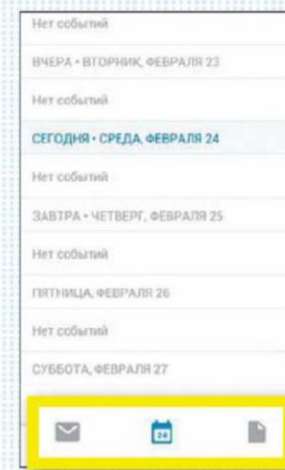 Нет событий
ВЧЕРА • ВТОРНИК, ФЕВРАЛЯ 23
Нет событий
СЕГОДНЯ • СРЕДА, ФЕВРАЛЯ 24
Нет событий
ЗАВТРА • ЧЕТВЕРГ, ФЕВРАЛЯ 25
Нет событий
ПЯТНИЦА, ФЕВРАЛЯ 26
Нет событий
СУББОТА, ФЕВРАЛЯ 27
24